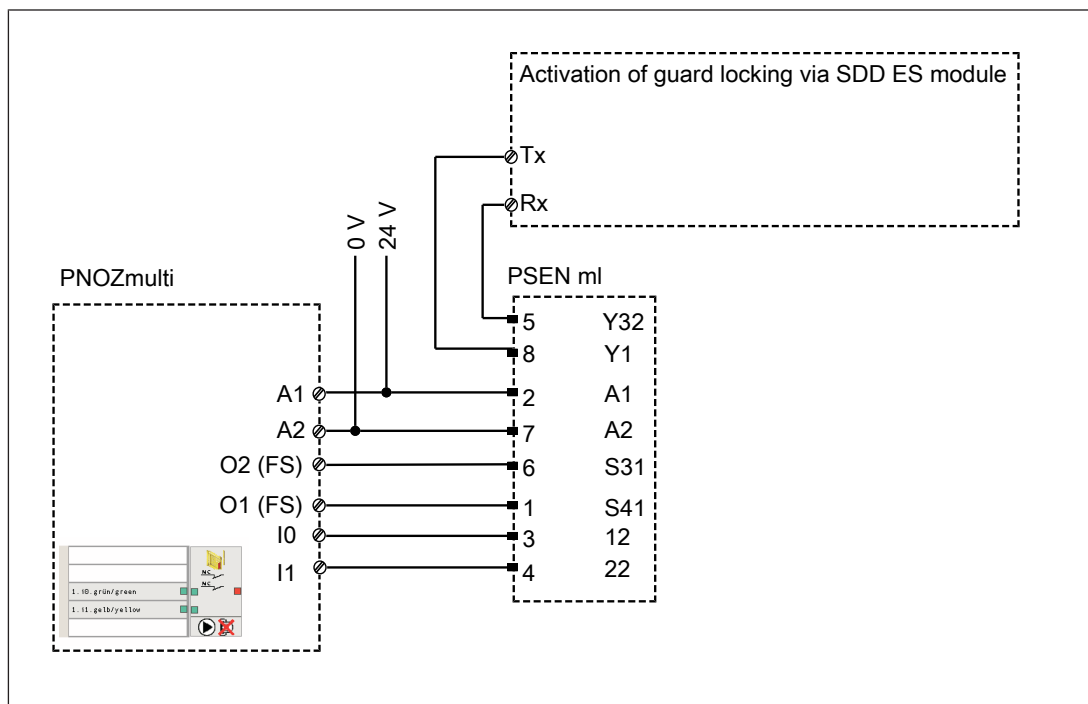 Activation of guard locking via SDD ES module
Tx
Rx
0 V
24 V
PNOZmulti
PSEN ml
5 Y32
8 Y1
A1 2 A1
A2 7 A2
O2 (FS) 6 S31
O1 (FS) 1 S41
I0 3 12
I1 4 22
NC
NC
1.i0.grün/green
1.i1.gelb/yellow